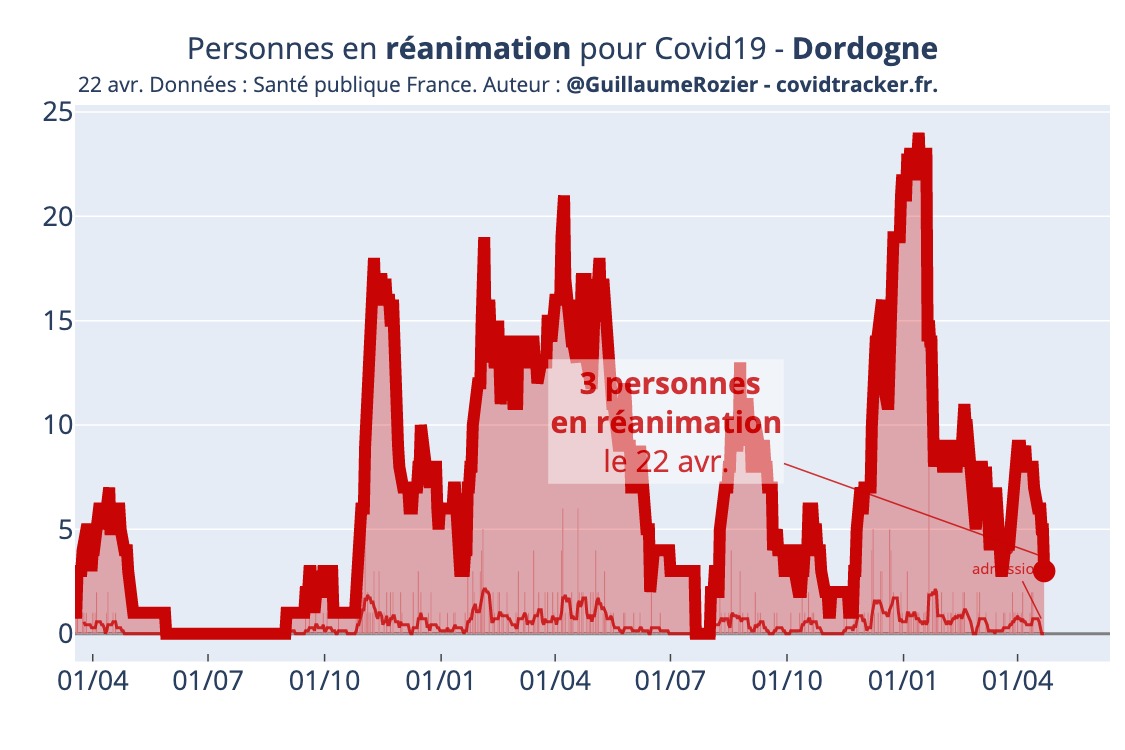 Personnes en réanimation pour Covid19 - Dordogne
22 avr. Données : Santé publique France. Auteur : @GuillaumeRozier - covidtracker.fr.
25
20
15
10
5
0
3 personnes
en réanimation
le 22 avr.
01/04 01/07 01/10 01/01 01/04 01/07 01/10 01/01 01/04